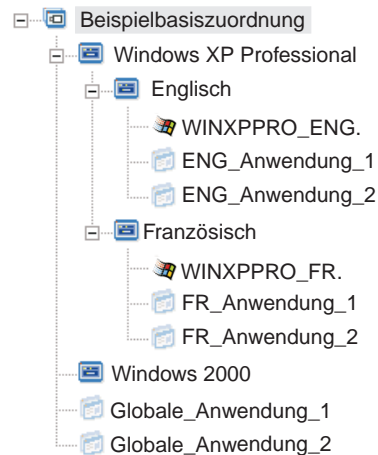 Beispielbasiszuordnung
Windows XP Professional
Englisch
WINXPPRO_ENG.
ENG_Anwendung_1
ENG_Anwendung_2
Französisch
WINXPPRO_FR.
FR_Anwendung_1
FR_Anwendung_2
Windows 2000
Globale_Anwendung_1
Globale_Anwendung_2